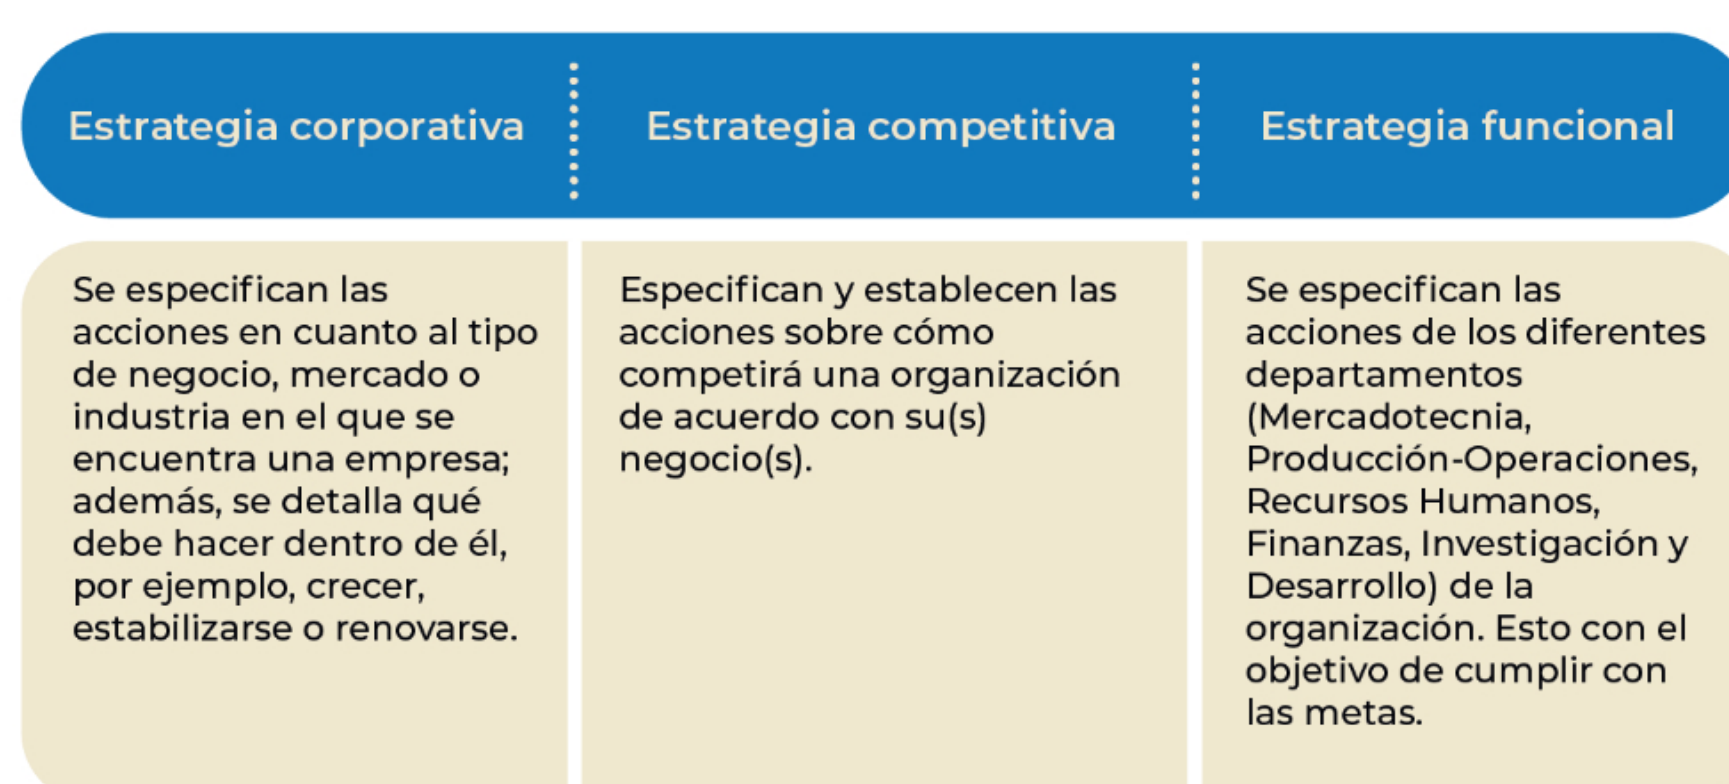 Estrategia corporativa
Estrategia competitiva
Estrategia funcional
Se especifican las
acciones en cuanto al tipo
de negocio, mercado o
industria en el que se
encuentra una empresa;
además, se detalla qué
debe hacer dentro de él,
por ejemplo, crecer,
estabilizarse o renovarse.
Especifican y establecen las
acciones sobre cómo
competirá una organización
de acuerdo con su(s)
negocio(s).
Se especifican las
acciones de los diferentes
departamentos
(Mercadotecnia,
Producción-Operaciones,
Recursos Humanos,
Finanzas, Investigación y
Desarrollo) de la
organización. Esto con el
objetivo de cumplir con
las metas.